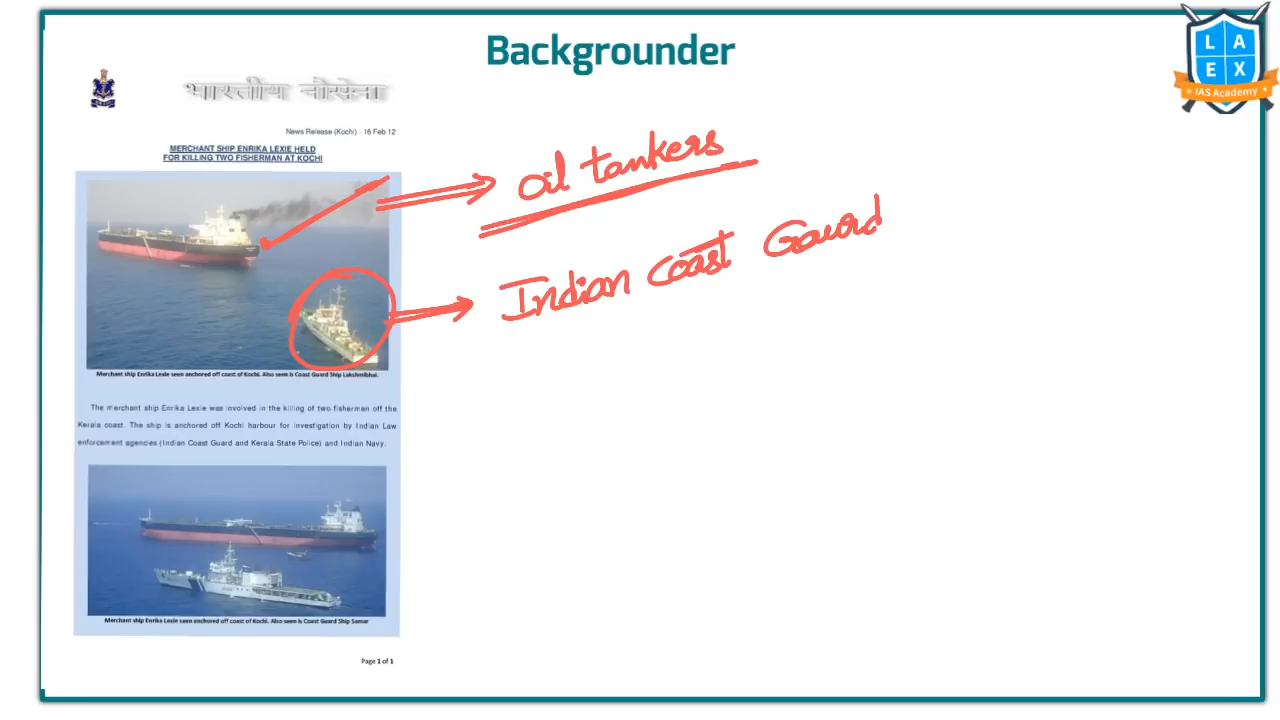 Backgrounder
L A
E X
IAS Academy
भारतीय नौसेना
News Release (Kochi) - 16 Feb 12
MERCHANT SHIP ENRIKA LEXIE HELD
FOR KILLING TWO FISHERMAN AT KOCHI
oil tankers
Indian Coast Gaurd
Merchant ship Enrika Lexie seen anchored off coast of Kochi. Also seen is Coast Guard Ship Lakshmibhai.
The merchant ship Enrika Lexie was involved in the killing of two fishermen off the
Kerala coast. The ship is anchored off Kochi harbour for investigation by Indian Law
enforcement agencies (Indian Coast Guard and Kerala State Police) and Indian Navy.
Merchant ship Enrika Lexie seen anchored off coast of Kochi. Also seen is Coast Guard Ship Samar
Page 1 of 1